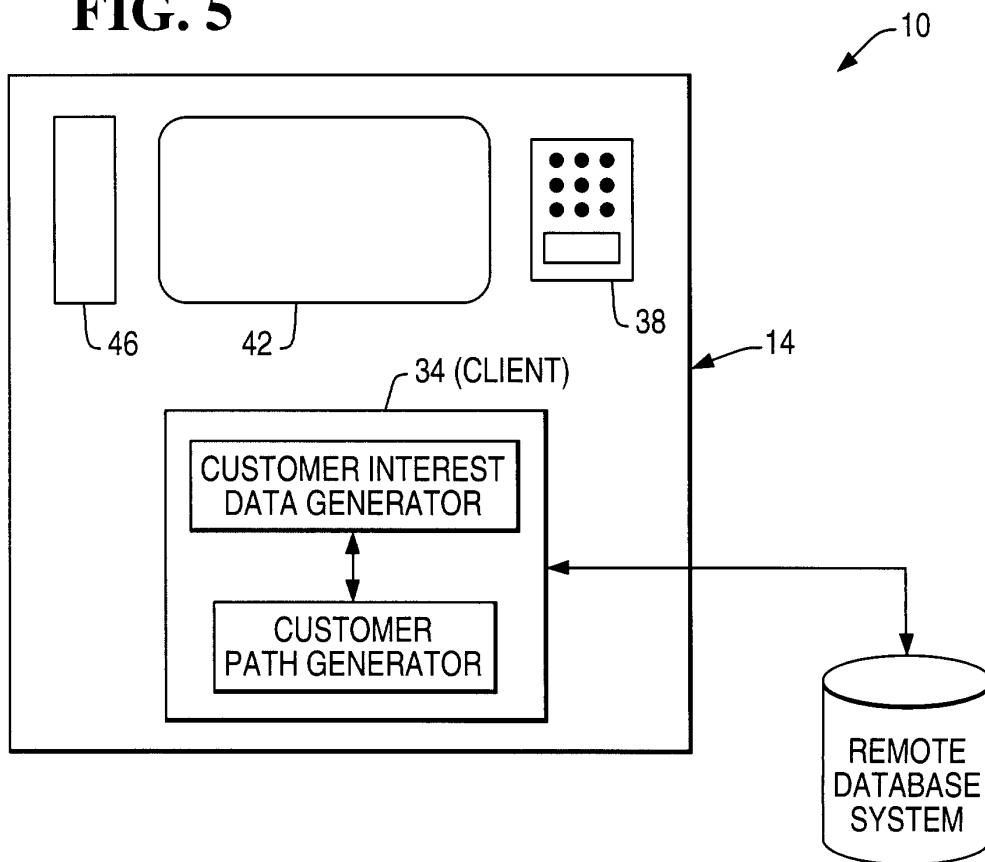 FIG. 5
10
46
42
38
14
34 (CLIENT)
CUSTOMER INTEREST
DATA GENERATOR
CUSTOMER
PATH GENERATOR
REMOTE
DATABASE
SYSTEM